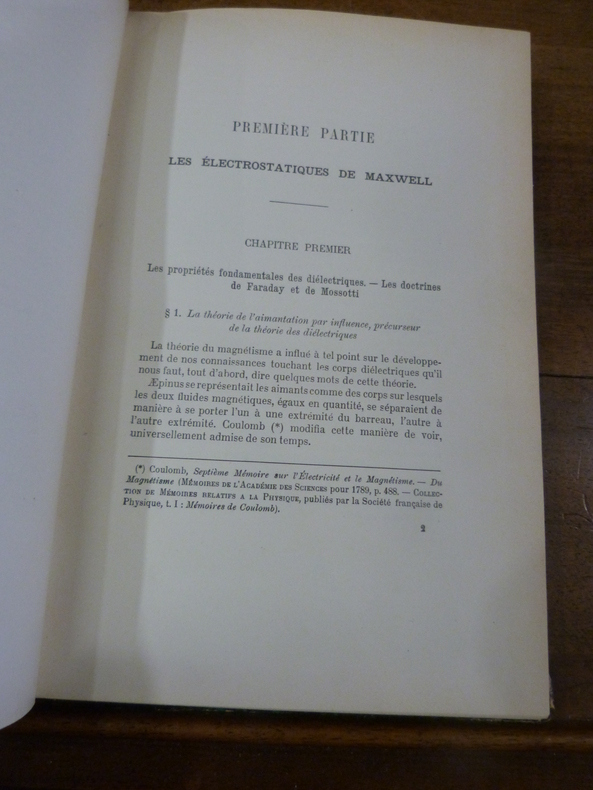 PREMIÈRE PARTIE
LES ÉLECTROSTATIQUES DE MAXWELL
CHAPITRE PREMIER
Les propriétés fondamentales des diélectriques. — Les doctrines
de Faraday et de Mossotti
§ 1. La théorie de l'aimantation par influence, précurseur
de la théorie des diélectriques
La théorie du magnétisme a influé à tel point sur le développe-
ment de nos connaissances touchant les corps diélectriques qu'il
nous faut, tout d'abord, dire quelques mots de cette théorie.
Æpinus se représentait les aimants comme des corps sur lesquels
les deux fluides magnétiques, égaux en quantité, se séparaient de
manière à se porter l'un à une extrémité du barreau, l'autre à
l'autre extrémité. Coulomb (*) modifia cette manière de voir,
universellement admise de son temps.
(*) Coulomb, Septième Mémoire sur l'Électricité et le Magnétisme. — Du
Magnétisme (MÉMOIRES DE L'ACADÉMIE DES SCIENCES pour 1789, p. 488. — COLLEC-
TION DE MÉMOIRES RELATIFS A LA PHYSIQUE, publiés par la Société française de
Physique, t. I : Mémoires de Coulomb).
2